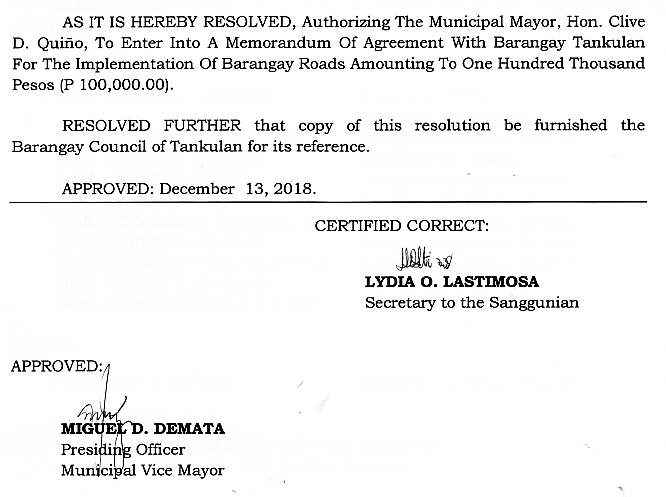 AS IT IS HEREBY RESOLVED, Authorizing The Municipal Mayor, Hon. Clive
D. Quiño, To Enter Into A Memorandum Of Agreement With Barangay Tankulan
For The Implementation Of Barangay Roads Amounting To One Hundred Thousand
Pesos (P 100,000.00).
RESOLVED FURTHER that copy of this resolution be furnished the
Barangay Council of Tankulan for its reference.
APPROVED: December 13, 2018.
CERTIFIED CORRECT:
LYDIA O. LASTIMOSA
Secretary to the Sanggunian
APPROVED:
MIGUEL D. DEMATA
Presiding Officer
Municipal Vice Mayor